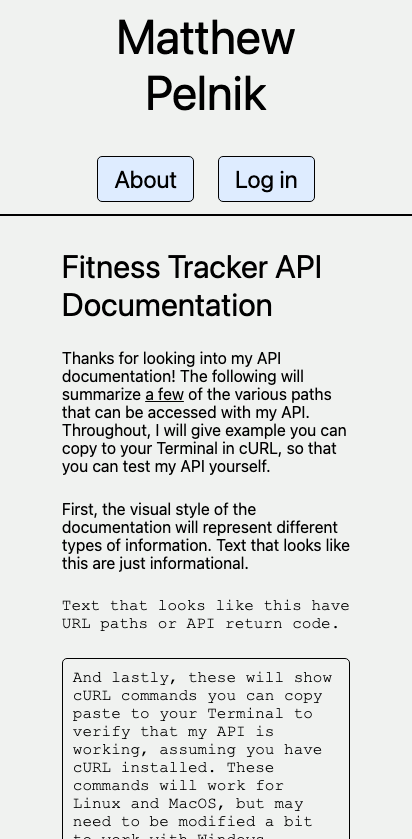 Matthew
Pelnik
About
Log in
Fitness Tracker API
Documentation
Thanks for looking into my API
documentation! The following will
summarize a few of the various paths
that can be accessed with my API.
Throughout, I will give example you can
copy to your Terminal in cURL, so that
you can test my API yourself.
First, the visual style of the
documentation will represent different
types of information. Text that looks like
this are just informational.
Text that looks like this have
URL paths or API return code.
And lastly, these will show
cURL commands you can copy
paste to your Terminal to
verify that my API is
working, assuming you have
cURL installed. These
commands will work for
Linux and MacOS, but may
need to be modified a bit
to work with Windows